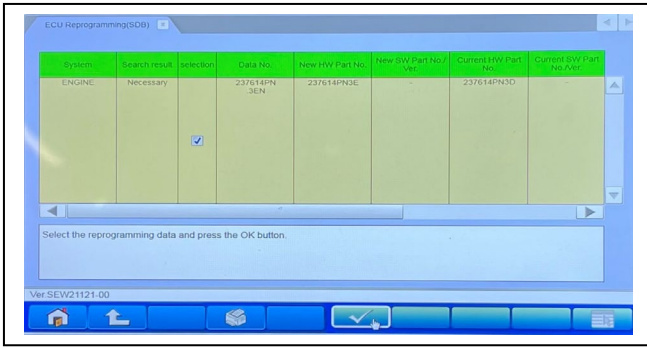 ECU Reprogramming(SDB)
System
Search result
selection
Data No.
New HW Part No.
New SW Part No./
Ver.
Current HW Part
No.
Current SW Part
No./Ver.
ENGINE
Necessary
237614PN
3EN
237614PN3E
-
237614PN3D
-
Select the reprogramming data and press the OK button.
Ver.SEW21121-00